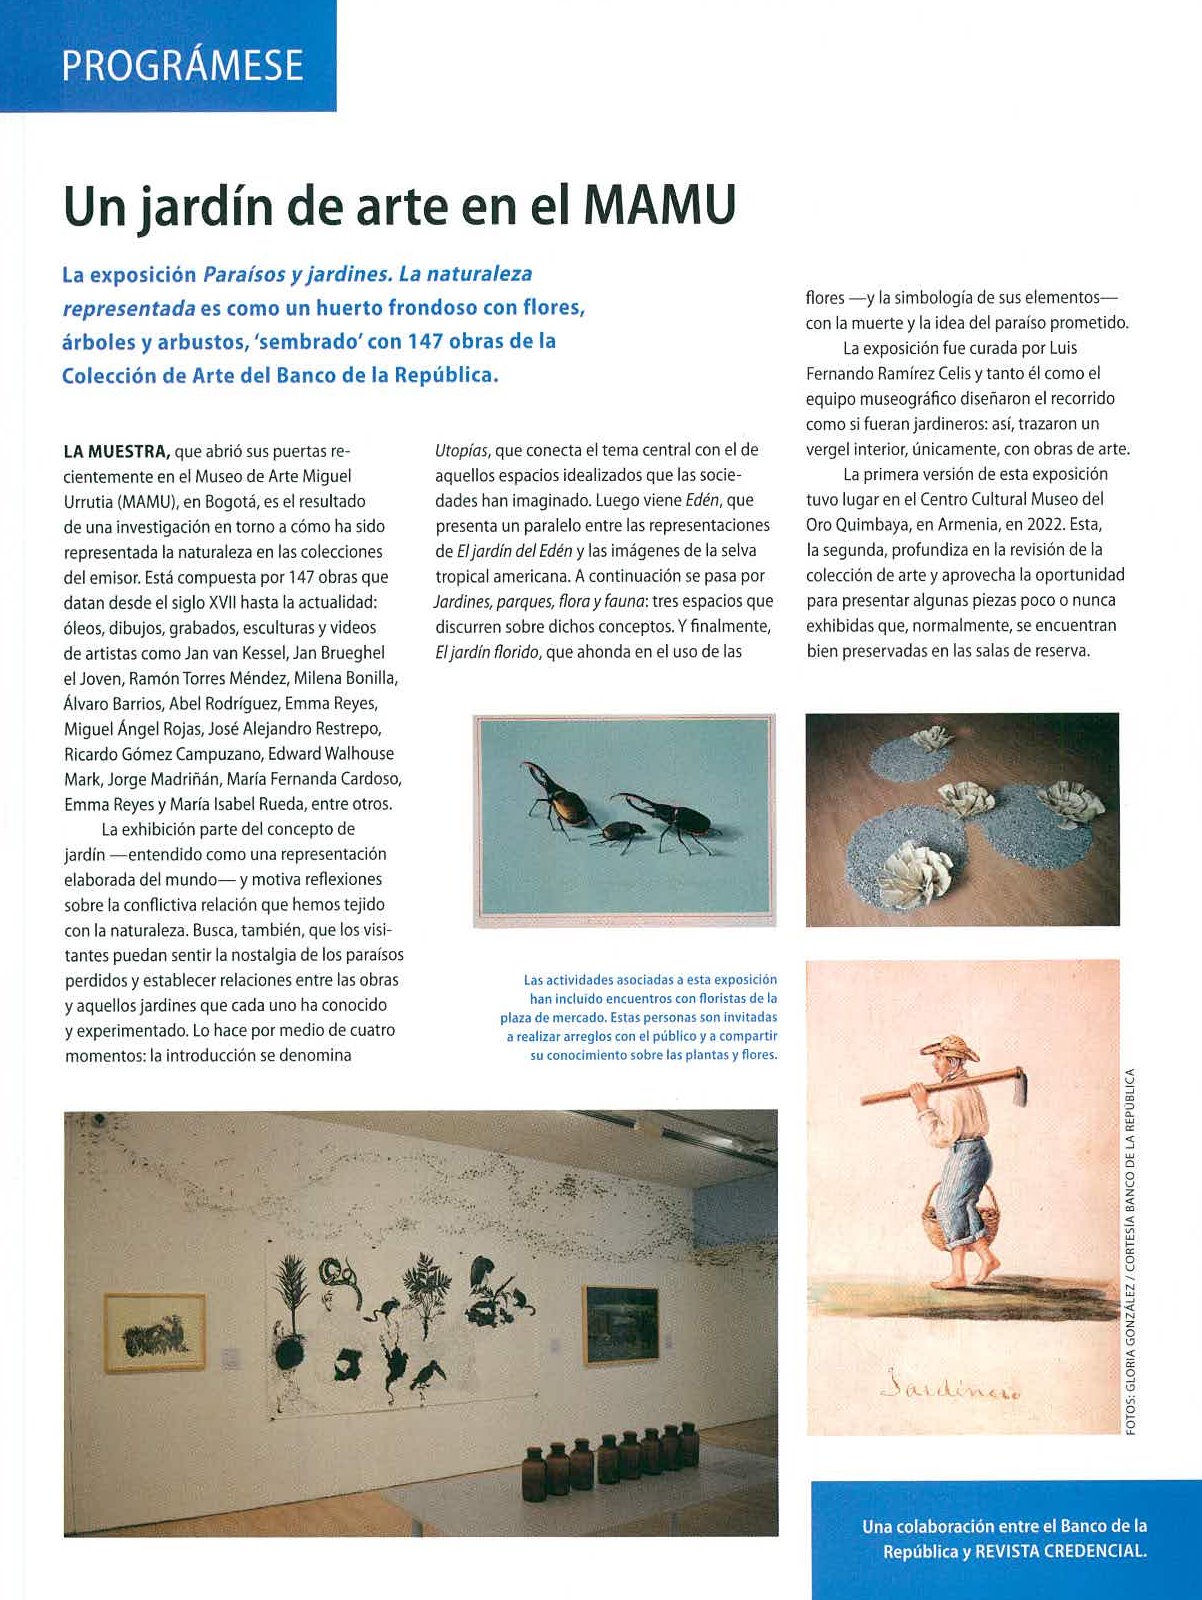 PROGRÁMESE
Un jardín de arte en el MAMU
La exposición Paraísos y jardines. La naturaleza
representada es como un huerto frondoso con flores,
árboles y arbustos, ‘sembrado’ con 147 obras de la
Colección de Arte del Banco de la República.
LA MUESTRA, que abrió sus puertas re-
cientemente en el Museo de Arte Miguel
Urrutia (MAMU), en Bogotá, es el resultado
de una investigación en torno a cómo ha sido
representada la naturaleza en las colecciones
del emisor. Está compuesta por 147 obras que
datan desde el siglo XVII hasta la actualidad:
óleos, dibujos, grabados, esculturas y videos
de artistas como Jan van Kessel, Jan Brueghel
el Joven, Ramón Torres Méndez, Milena Bonilla,
Álvaro Barrios, Abel Rodríguez, Emma Reyes,
Miguel Ángel Rojas, José Alejandro Restrepo,
Ricardo Gómez Campuzano, Edward Walhouse
Mark, Jorge Madriñán, María Fernanda Cardoso,
Emma Reyes y María Isabel Rueda, entre otros.
La exhibición parte del concepto de
jardín —entendido como una representación
elaborada del mundo— y motiva reflexiones
sobre la conflictiva relación que hemos tejido
con la naturaleza. Busca, también, que los visi-
tantes puedan sentir la nostalgia de los paraísos
perdidos y establecer relaciones entre las obras
y aquellos jardines que cada uno ha conocido
y experimentado. Lo hace por medio de cuatro
momentos: la introducción se denomina
Utopías, que conecta el tema central con el de
aquellos espacios idealizados que las socie-
dades han imaginado. Luego viene Edén, que
presenta un paralelo entre las representaciones
de El jardín del Edén y las imágenes de la selva
tropical americana. A continuación se pasa por
Jardines, parques, flora y fauna: tres espacios que
discurren sobre dichos conceptos. Y finalmente,
El jardín florido, que ahonda en el uso de las
flores —y la simbología de sus elementos—
con la muerte y la idea del paraíso prometido.
La exposición fue curada por Luis
Fernando Ramírez Celis y tanto él como el
equipo museográfico diseñaron el recorrido
como si fueran jardineros: así, trazaron un
vergel interior, únicamente, con obras de arte.
La primera versión de esta exposición
tuvo lugar en el Centro Cultural Museo del
Oro Quimbaya, en Armenia, en 2022. Esta,
la segunda, profundiza en la revisión de la
colección de arte y aprovecha la oportunidad
para presentar algunas piezas poco o nunca
exhibidas que, normalmente, se encuentran
bien preservadas en las salas de reserva.
Las actividades asociadas a esta exposición
han incluido encuentros con floristas de la
plaza de mercado. Estas personas son invitadas
a realizar arreglos con el público y a compartir
su conocimiento sobre las plantas y flores.
Jardinero
FOTOS: GLORIA GONZÁLEZ / CORTESÍA BANCO DE LA REPÚBLICA
Una colaboración entre el Banco de la
República y REVISTA CREDENCIAL.